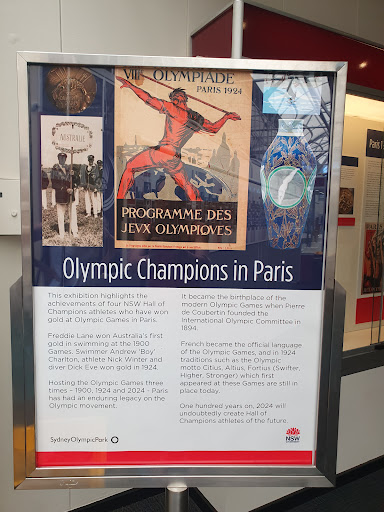 VIIIᵉ OLYMPIADE
PARIS 1924
AUSTRALIE
PROGRAMME DES
JEVX OLYMPIQVES
Olympic Champions in Paris
This exhibition highlights the
achievements of four NSW Hall of
Champions athletes who have won
gold at Olympic Games in Paris.
Freddie Lane won Australia's first
gold in swimming at the 1900
Games. Swimmer Andrew 'Boy'
Charlton, athlete Nick Winter and
diver Dick Eve won gold in 1924.
Hosting the Olympic Games three
times - 1900, 1924 and 2024 - Paris
has had an enduring legacy on the
Olympic movement.
It became the birthplace of the
modern Olympic Games when Pierre
de Coubertin founded the
International Olympic Committee in
1894.
French became the official language
of the Olympic Games, and in 1924
traditions such as the Olympic
motto Citius, Altius, Fortius (Swifter,
Higher, Stronger) which first
appeared at these Games are still in
place today.
One hundred years on, 2024 will
undoubtedly create Hall of
Champions athletes of the future.
SydneyOlympicPark
NSW
Paris 1